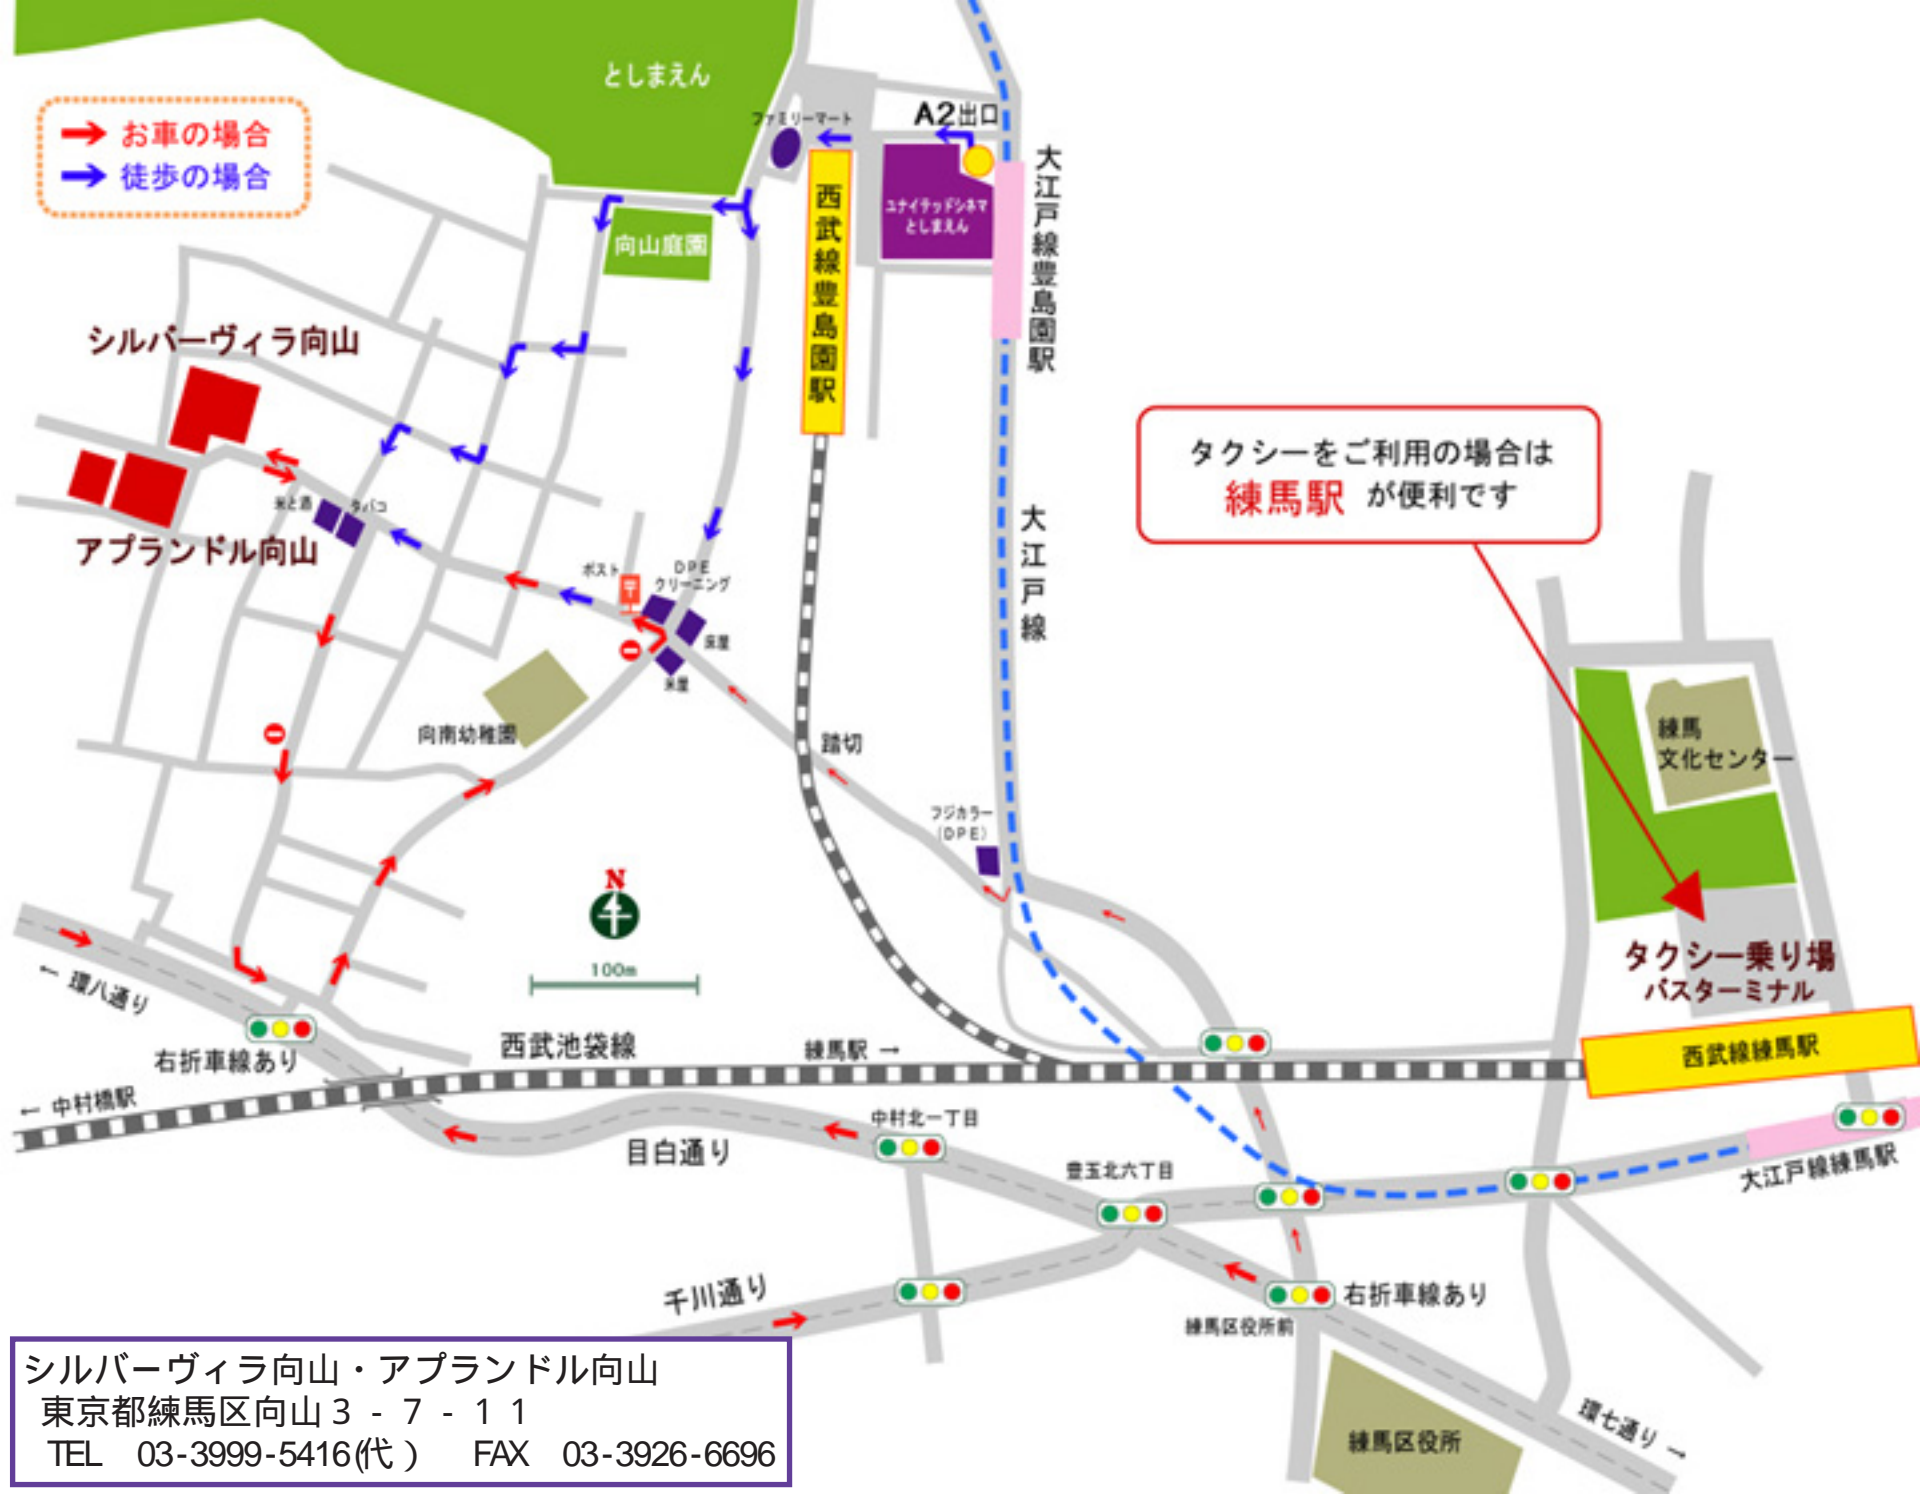 としまえん
お車の場合
徒歩の場合
ファミリーマート
A2出口
ユナイテッドシネマ
としまえん
西武線豊島園駅
大江戸線豊島園駅
向山庭園
シルバーヴィラ向山
米と酒
タバコ
アプランドル向山
ポスト
DPE
クリーニング
床屋
米屋
向南幼稚園
大江戸線
タクシーをご利用の場合は
練馬駅 が便利です
練馬
文化センター
踏切
フジカラー
(DPE)
N
100m
タクシー乗り場
バスターミナル
← 環八通り
右折車線あり
西武池袋線
練馬駅 →
西武線練馬駅
← 中村橋駅
目白通り
中村北一丁目
豊玉北六丁目
大江戸線練馬駅
千川通り
右折車線あり
練馬区役所前
環七通り →
練馬区役所
シルバーヴィラ向山・アプランドル向山
東京都練馬区向山3-7-11
TEL 03-3999-5416(代) FAX 03-3926-6696